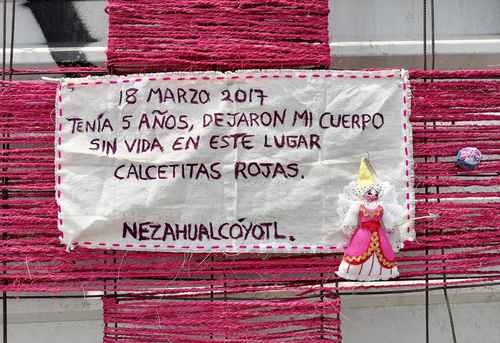 18 MARZO 2017
TENÍA 5 AÑOS, DEJARON MI CUERPO
SIN VIDA EN ESTE LUGAR
CALCETITAS ROJAS.
NEZAHUALCÓYOTL.